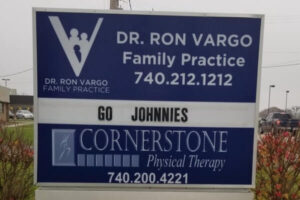 DR. RON VARGO
Family Practice
740.212.1212
DR. RON VARGO
FAMILY PRACTICE
GO JOHNNIES
CORNERSTONE
Physical Therapy
740.200.4221